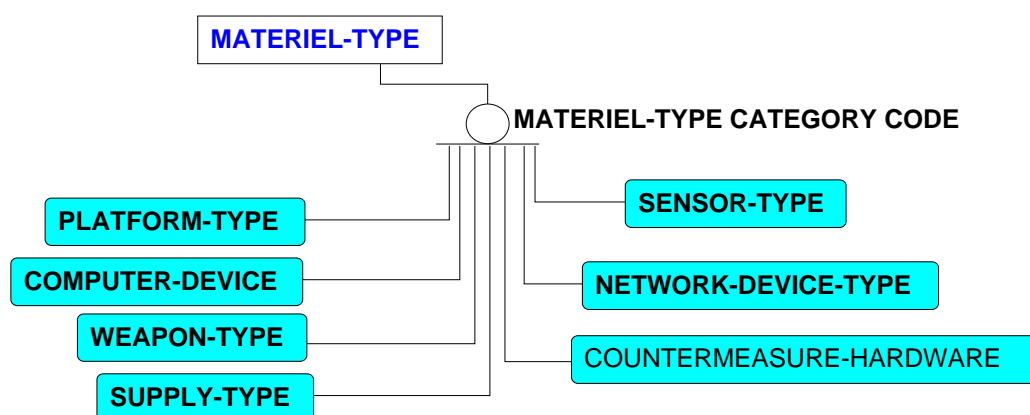 MATERIEL-TYPE
MATERIEL-TYPE CATEGORY CODE
PLATFORM-TYPE
COMPUTER-DEVICE
WEAPON-TYPE
SUPPLY-TYPE
SENSOR-TYPE
NETWORK-DEVICE-TYPE
COUNTERMEASURE-HARDWARE